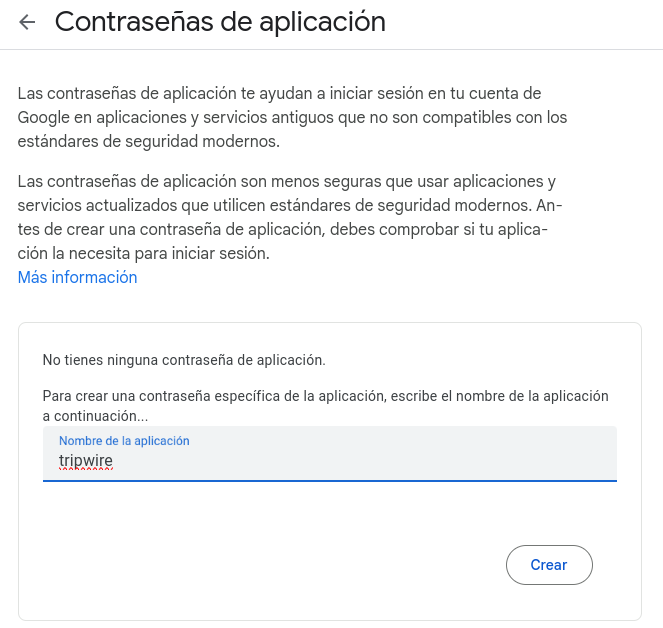 Contraseñas de aplicación
Las contraseñas de aplicación te ayudan a iniciar sesión en tu cuenta de
Google en aplicaciones y servicios antiguos que no son compatibles con los
estándares de seguridad modernos.
Las contraseñas de aplicación son menos seguras que usar aplicaciones y
servicios actualizados que utilicen estándares de seguridad modernos. An-
tes de crear una contraseña de aplicación, debes comprobar si tu aplica-
ción la necesita para iniciar sesión.
Más información
No tienes ninguna contraseña de aplicación.
Para crear una contraseña específica de la aplicación, escribe el nombre de la aplicación
a continuación...
Nombre de la aplicación
tripwire
Crear